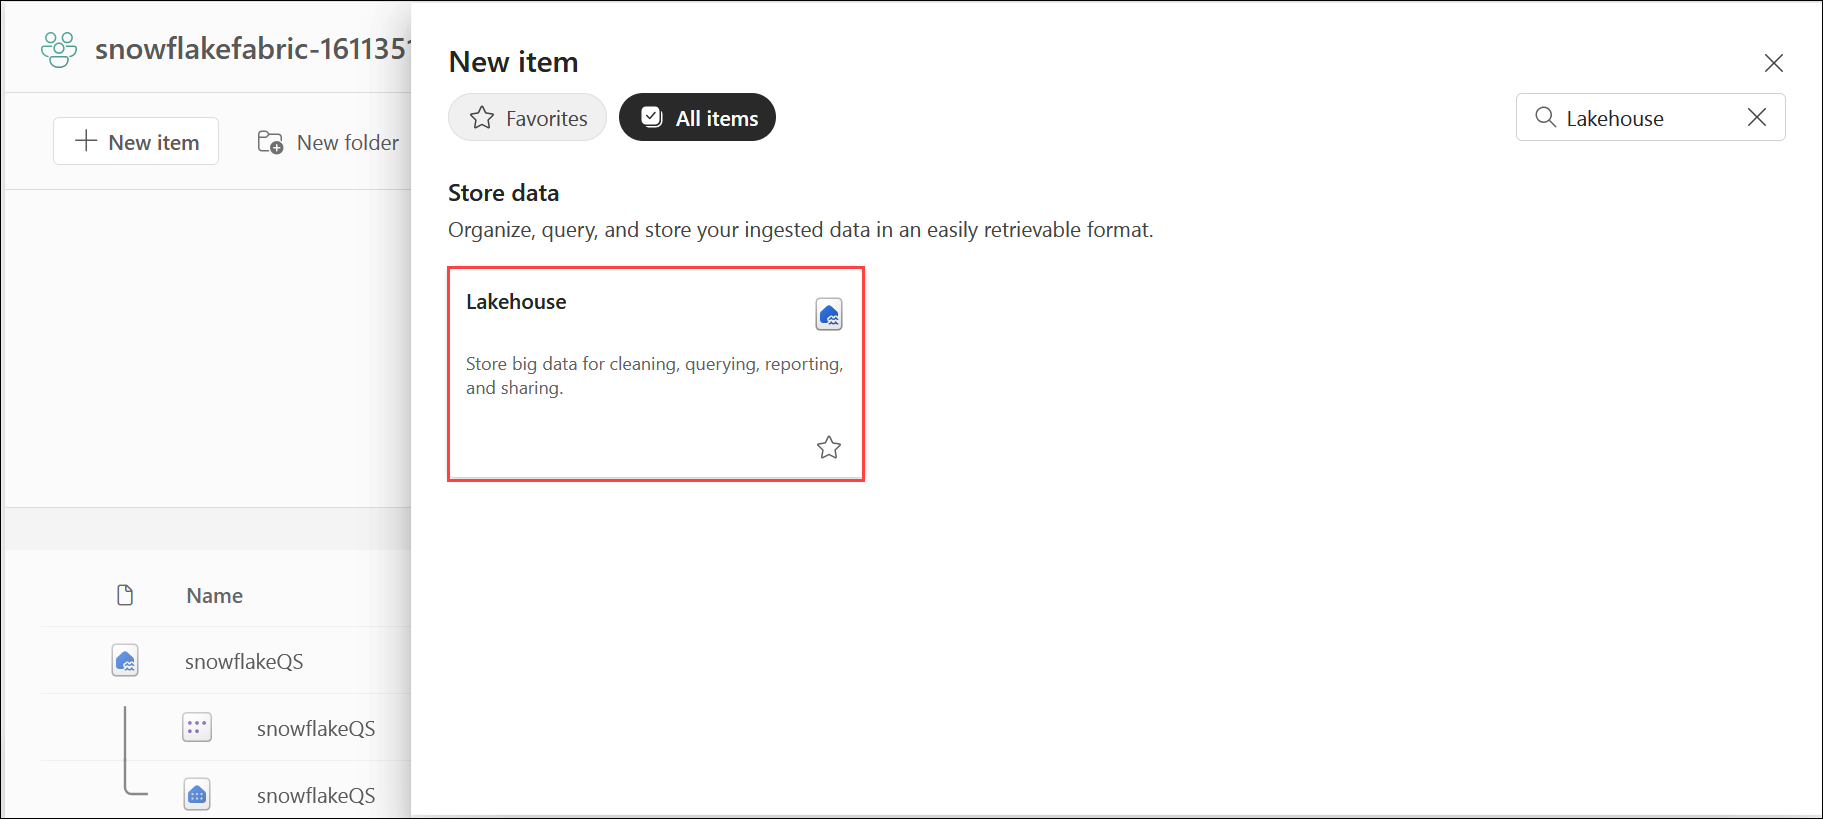 snowflakefabric-161135
New item
New folder
Name
snowflakeQS
snowflakeQS
snowflakeQS
New item
Favorites
All items
Lakehouse
Store data
Organize, query, and store your ingested data in an easily retrievable format.
Lakehouse
Store big data for cleaning, querying, reporting,
and sharing.